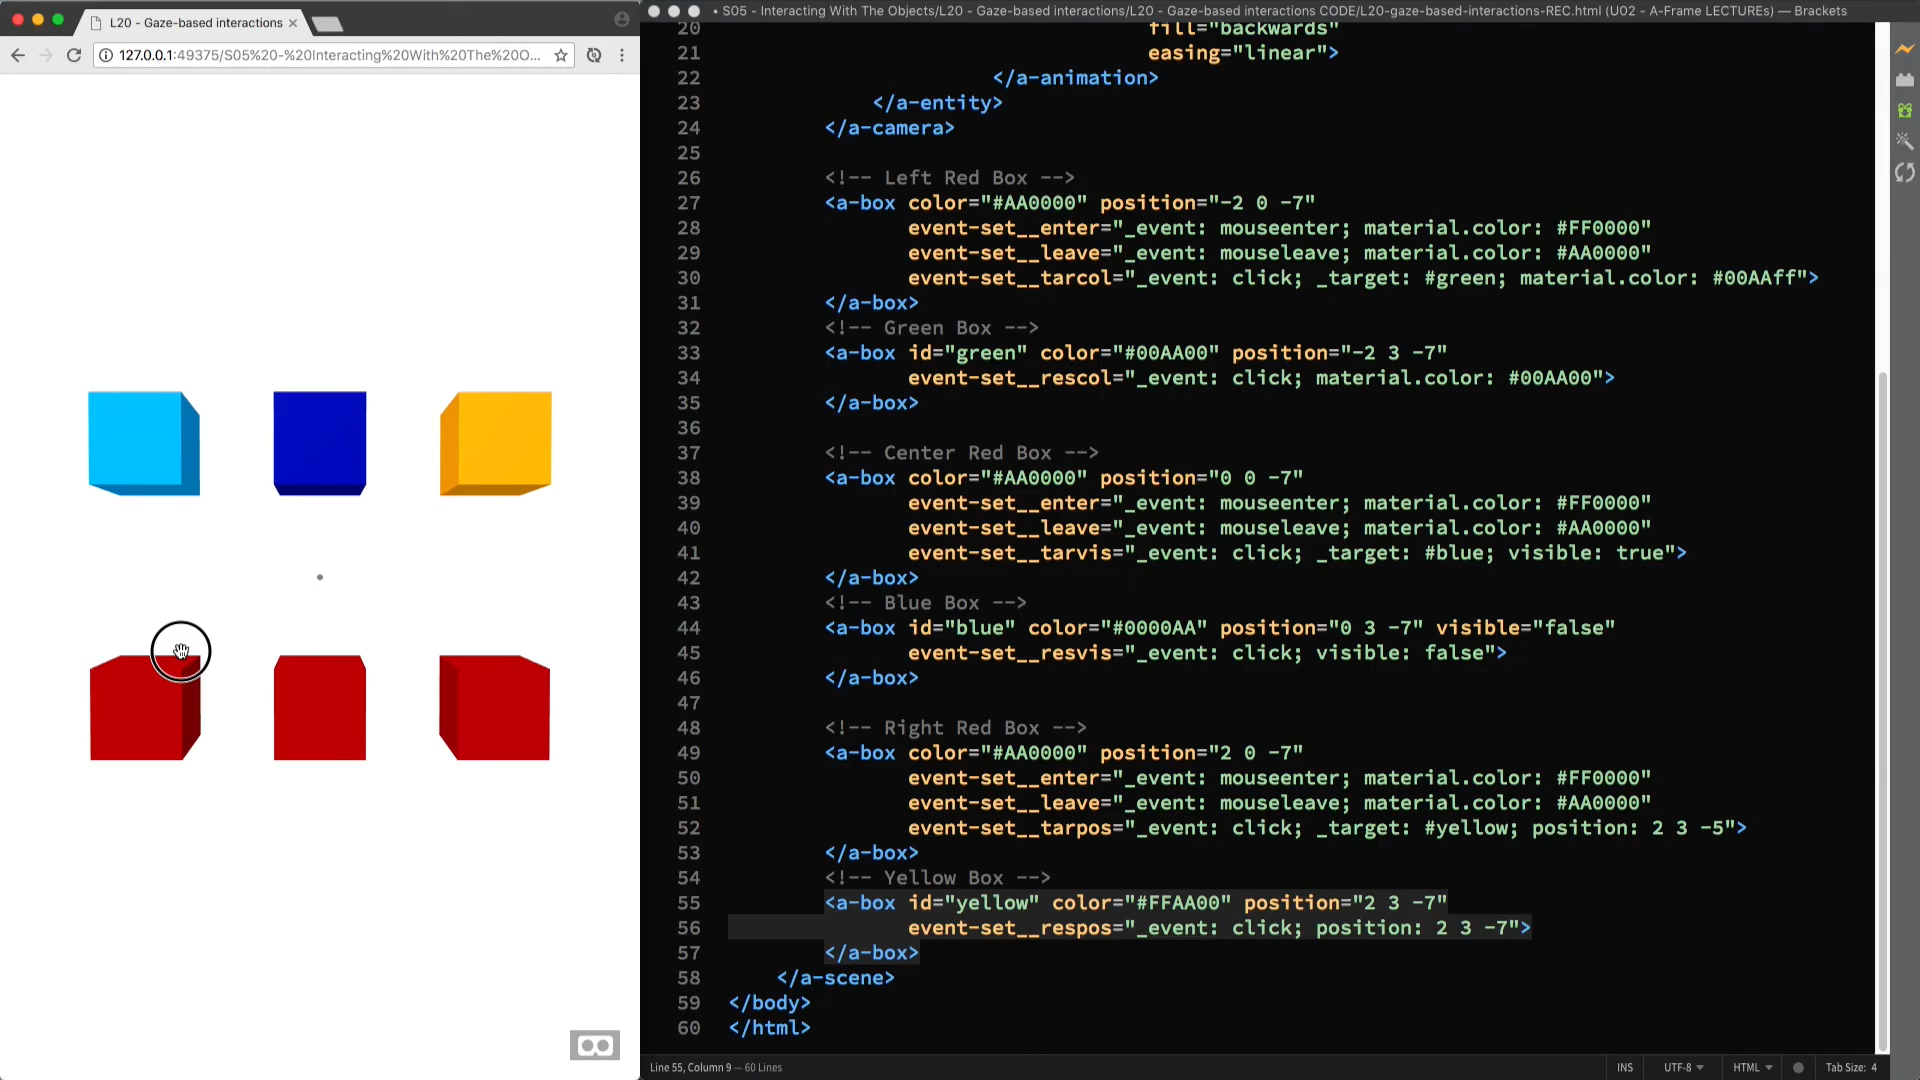 L20 - Gaze-based interactions
127.0.0.1:49375/S05%20-%20Interacting%20With%20The%20O...
• S05 - Interacting With The Objects/L20 - Gaze-based interactions/L20 - Gaze-based interactions CODE/L20-gaze-based-interactions-REC.html (U02 - A-Frame LECTUREs) — Brackets
20 fill="backwards"
21 easing="linear">
22 </a-animation>
23 </a-entity>
24 </a-camera>
25
26 <!-- Left Red Box -->
27 <a-box color="#AA0000" position="-2 0 -7"
28 event-set__enter="_event: mouseenter; material.color: #FF0000"
29 event-set__leave="_event: mouseleave; material.color: #AA0000"
30 event-set__tarcol="_event: click; _target: #green; material.color: #00AAff">
31 </a-box>
32 <!-- Green Box -->
33 <a-box id="green" color="#00AA00" position="-2 3 -7"
34 event-set__rescol="_event: click; material.color: #00AA00">
35 </a-box>
36
37 <!-- Center Red Box -->
38 <a-box color="#AA0000" position="0 0 -7"
39 event-set__enter="_event: mouseenter; material.color: #FF0000"
40 event-set__leave="_event: mouseleave; material.color: #AA0000"
41 event-set__tarvis="_event: click; _target: #blue; visible: true">
42 </a-box>
43 <!-- Blue Box -->
44 <a-box id="blue" color="#0000AA" position="0 3 -7" visible="false"
45 event-set__resvis="_event: click; visible: false">
46 </a-box>
47
48 <!-- Right Red Box -->
49 <a-box color="#AA0000" position="2 0 -7"
50 event-set__enter="_event: mouseenter; material.color: #FF0000"
51 event-set__leave="_event: mouseleave; material.color: #AA0000"
52 event-set__tarpos="_event: click; _target: #yellow; position: 2 3 -5">
53 </a-box>
54 <!-- Yellow Box -->
55 <a-box id="yellow" color="#FFAA00" position="2 3 -7"
56 event-set__respos="_event: click; position: 2 3 -7">
57 </a-box>
58 </a-scene>
59 </body>
60 </html>
Line 55, Column 9 — 60 Lines
INS UTF-8 HTML Tab Size: 4